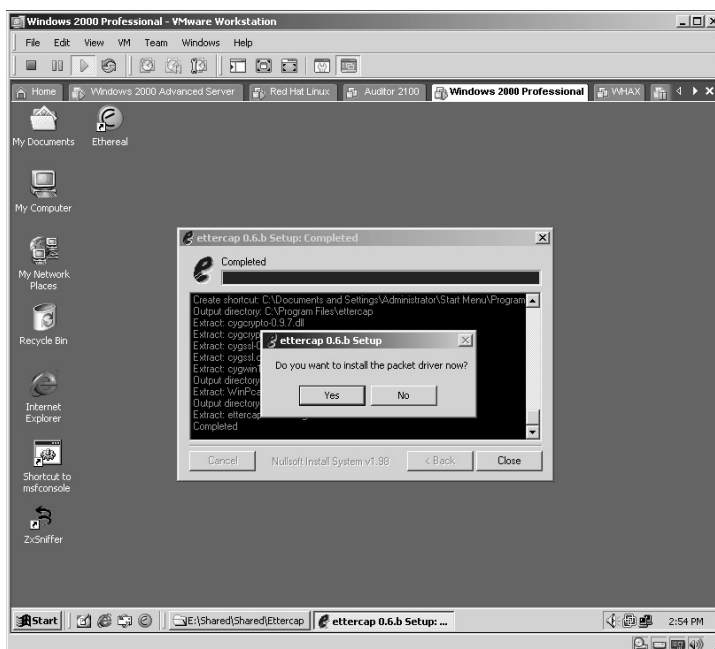 Windows 2000 Professional - VMware Workstation
File Edit View VM Team Windows Help
Home Windows 2000 Advanced Server Red Hat Linux Auditor 2100 Windows 2000 Professional WHAX
My Documents
Ethereal
My Computer
My Network
Places
Recycle Bin
Internet
Explorer
Shortcut to
msfconsole
ZxSniffer
ettercap 0.6.b Setup: Completed
Completed
Create shortcut: C:\Documents and Settings\Administrator\Start Menu\Program
Output directory: C:\Program Files\ettercap
Extract: cygcrypto-0.9.7.dll
Extract: cygcryp
Extract: cygssl-0
Extract: cygssl.d
Extract: cygwin1
Output directory
Extract: WinPca
Output directory
Extract: ettercap
Completed
ettercap 0.6.b Setup
Do you want to install the packet driver now?
Yes No
Cancel Nullsoft Install System v1.98 < Back Close
Start E:\Shared\Shared\Ettercap ettercap 0.6.b Setup: ... 2:54 PM